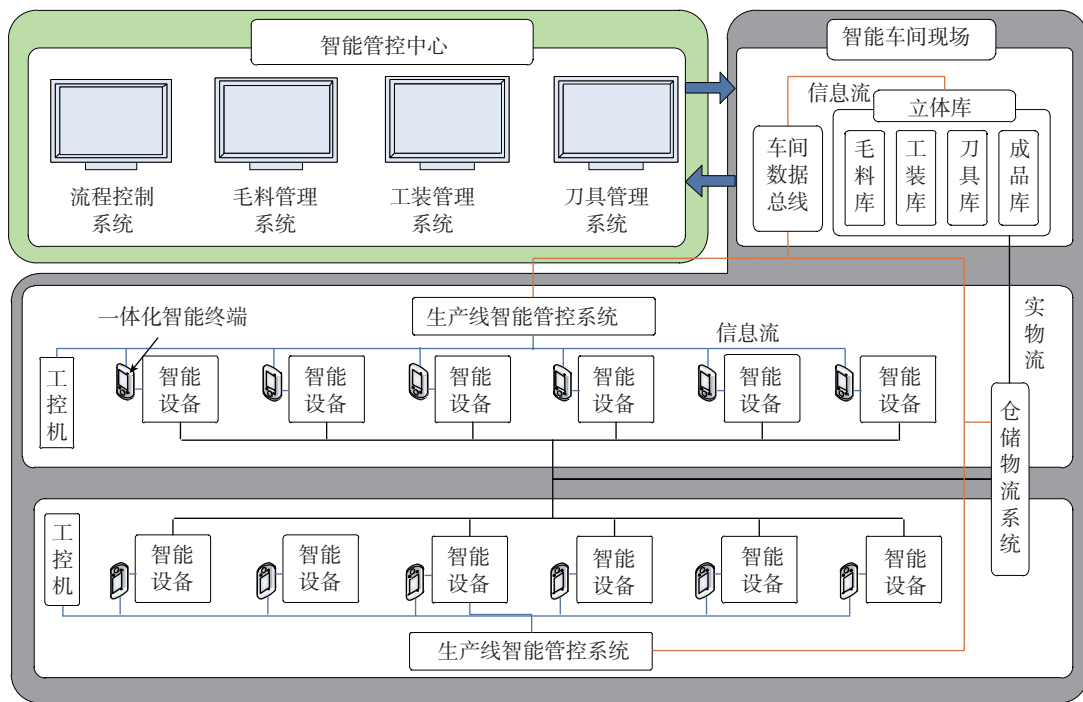 智能管控中心
流程控制
系统
毛料管理
系统
工装管理
系统
刀具管理
系统
智能车间现场
信息流
立体库
车间
数据
总线
毛料库
工装库
刀具库
成品库
生产线智能管控系统
一体化智能终端
信息流
实物流
工控机
智能
设备
智能
设备
智能
设备
智能
设备
智能
设备
智能
设备
仓储物流系统
工控机
智能
设备
智能
设备
智能
设备
智能
设备
智能
设备
智能
设备
生产线智能管控系统